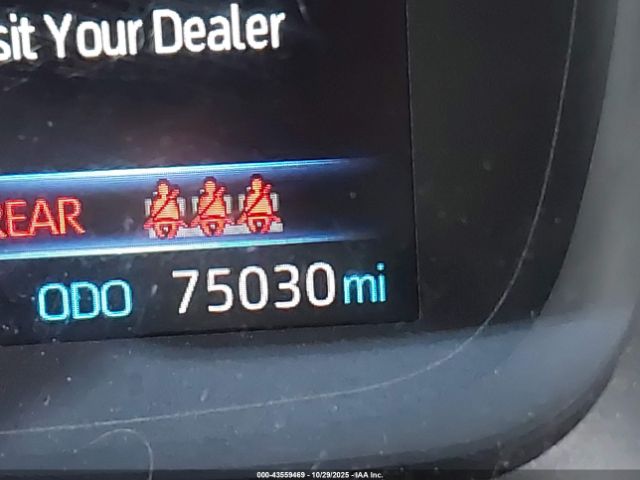 sit Your Dealer
REAR
ODO 75030 mi
000-43559469 - 10/29/2025 - IAA Inc.